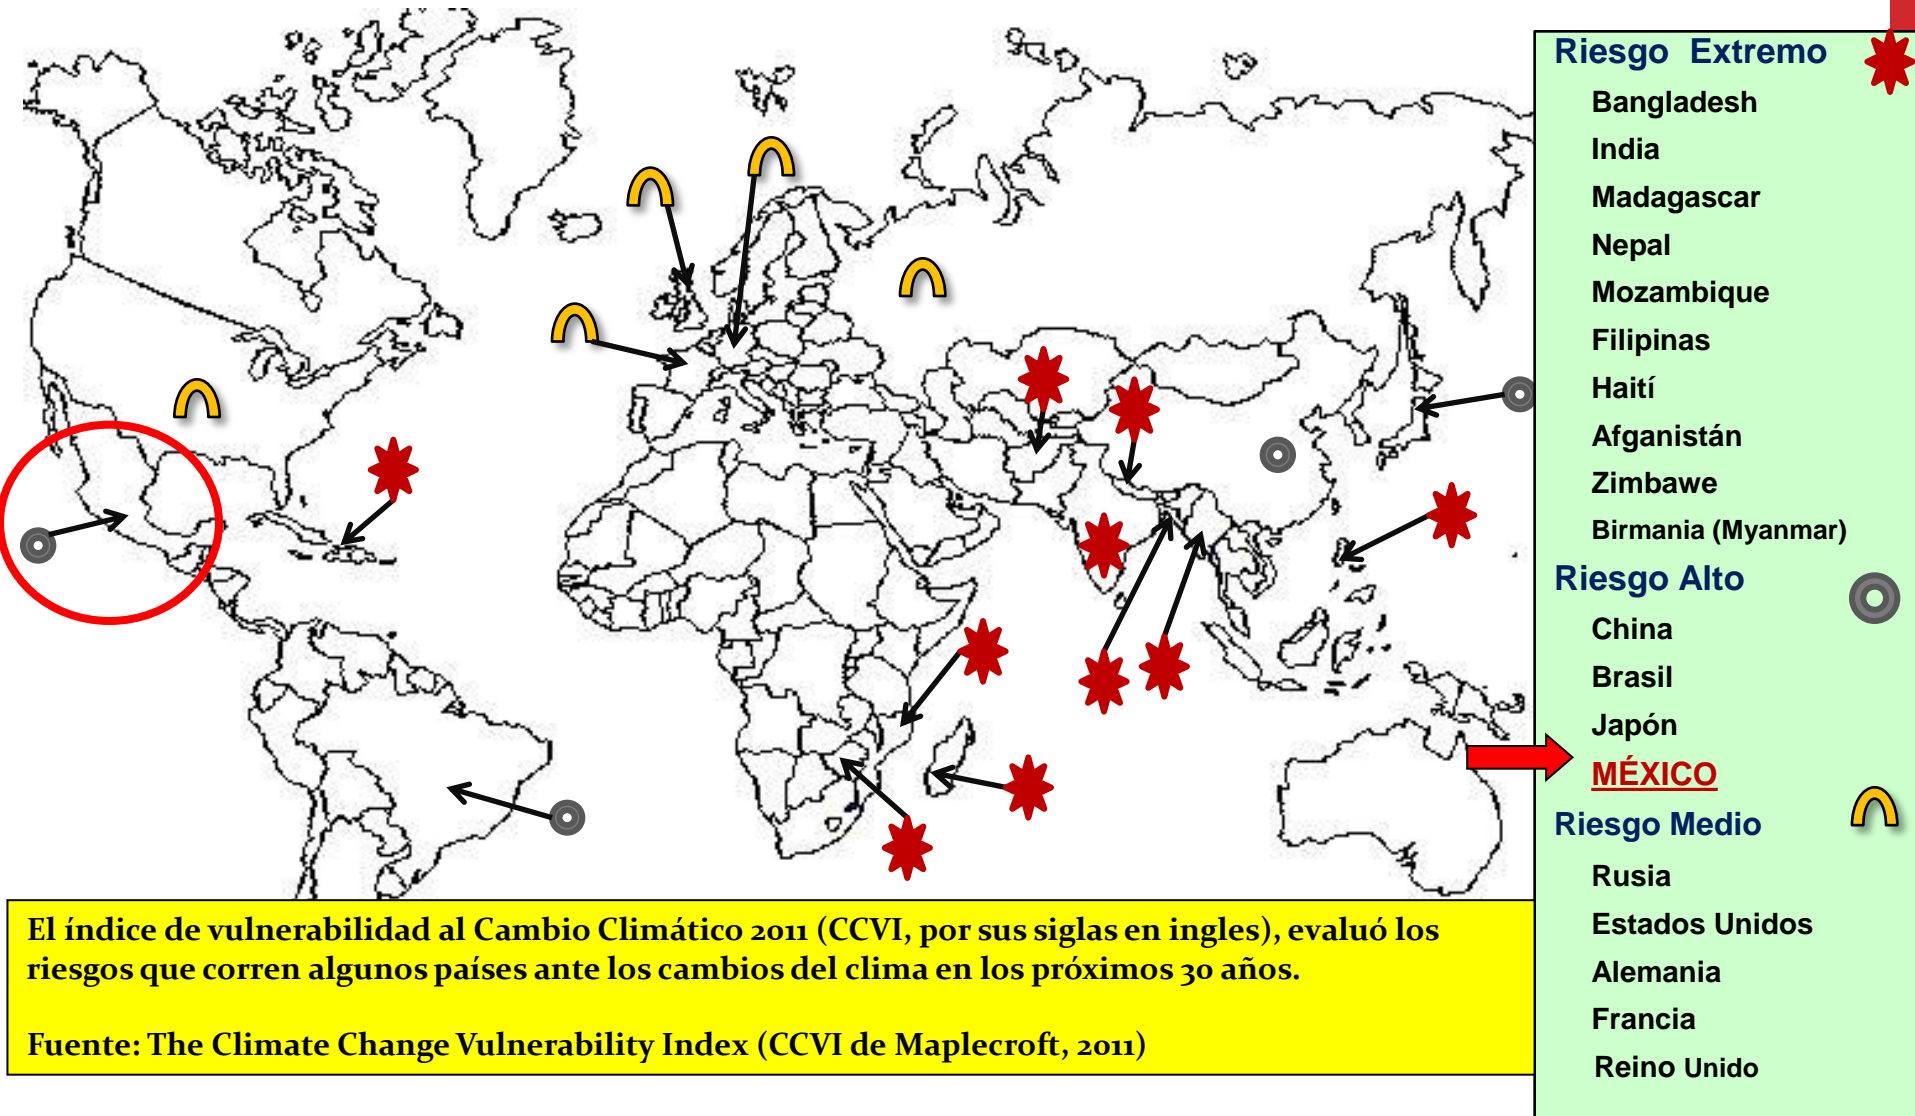 Riesgo Extremo
Bangladesh
India
Madagascar
Nepal
Mozambique
Filipinas
Haití
Afganistán
Zimbawe
Birmania (Myanmar)
Riesgo Alto
China
Brasil
Japón
MÉXICO
Riesgo Medio
Rusia
Estados Unidos
Alemania
Francia
Reino Unido
El índice de vulnerabilidad al Cambio Climático 2011 (CCVI, por sus siglas en ingles), evaluó los
riesgos que corren algunos países ante los cambios del clima en los próximos 30 años.
Fuente: The Climate Change Vulnerability Index (CCVI de Maplecroft, 2011)